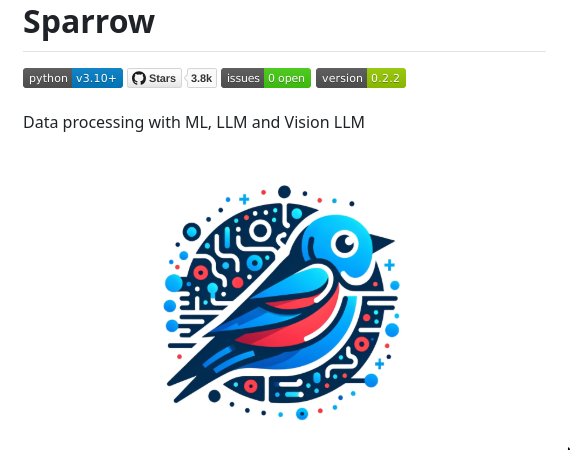 Sparrow
python v3.10+ Stars 3.8k issues 0 open version 0.2.2
Data processing with ML, LLM and Vision LLM